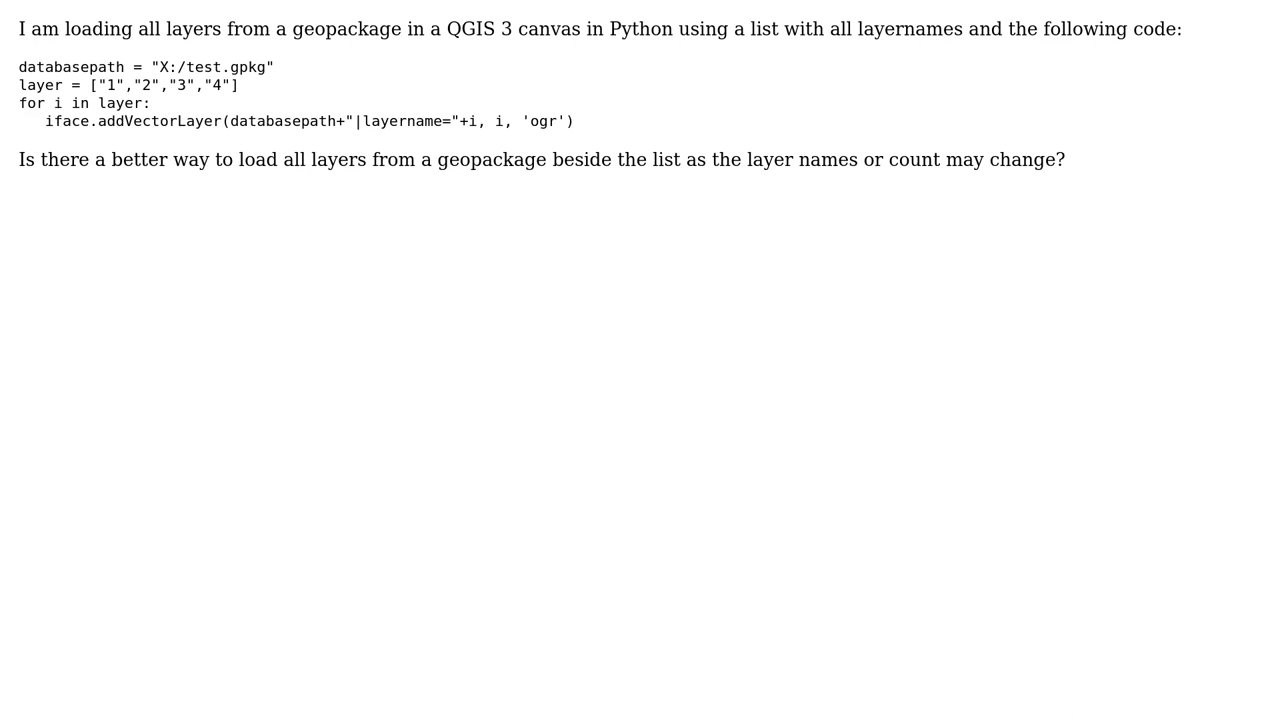 I am loading all layers from a geopackage in a QGIS 3 canvas in Python using a list with all layernames and the following code:
databasepath = "X:/test.gpkg"
layer = ["1","2","3","4"]
for i in layer:
   iface.addVectorLayer(databasepath+"|layername="+i, i, 'ogr')
Is there a better way to load all layers from a geopackage beside the list as the layer names or count may change?